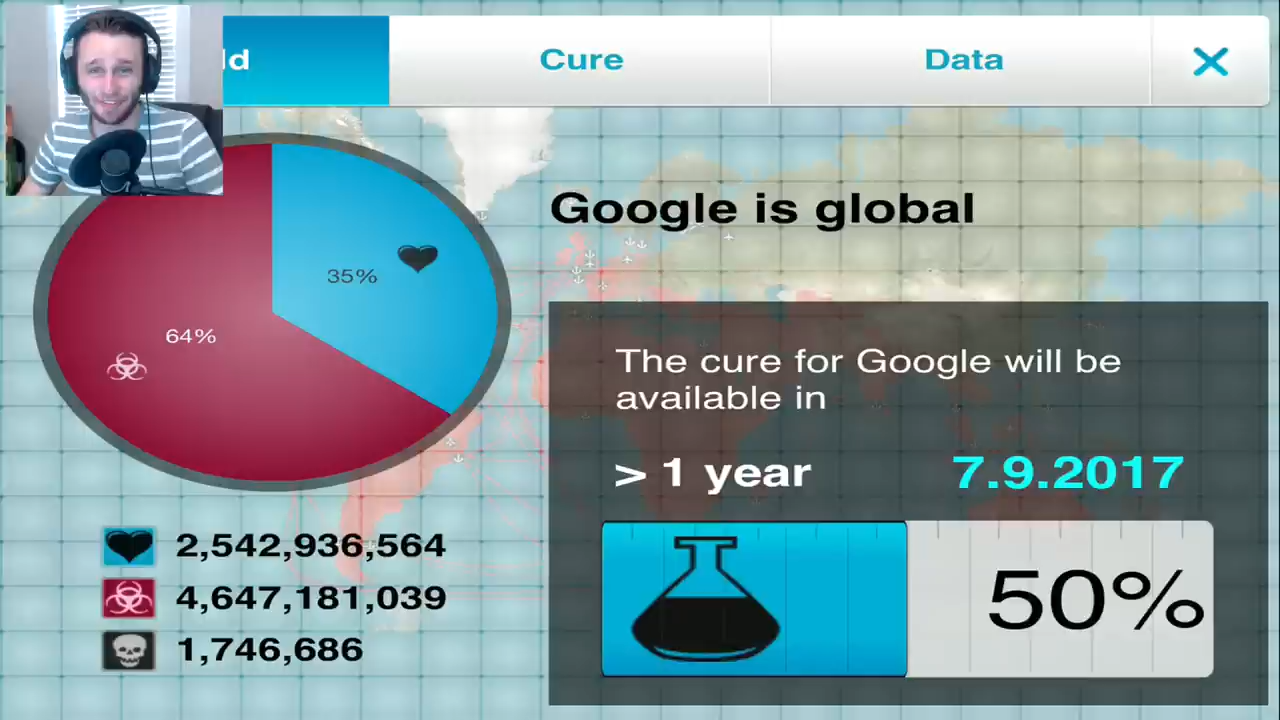 ld
Cure
Data
Google is global
35%
64%
The cure for Google will be
available in
> 1 year
7.9.2017
2,542,936,564
4,647,181,039
1,746,686
50%